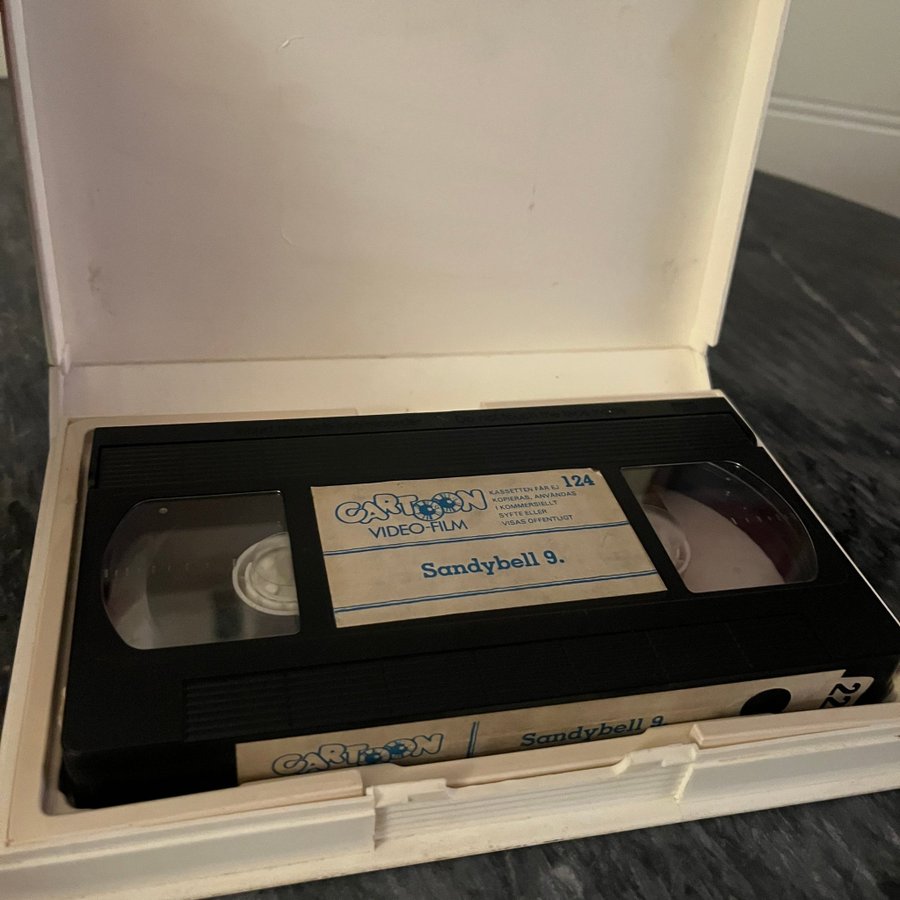 CARTOON
VIDEO-FILM
KASSETTEN FÅR EJ
KOPIERAS, ANVÄNDAS
I KOMMERSIELLT
SYFTE ELLER
VISAS OFFENTLIGT
124
Sandybell 9.
CARTOON
Sandybell 9.
22